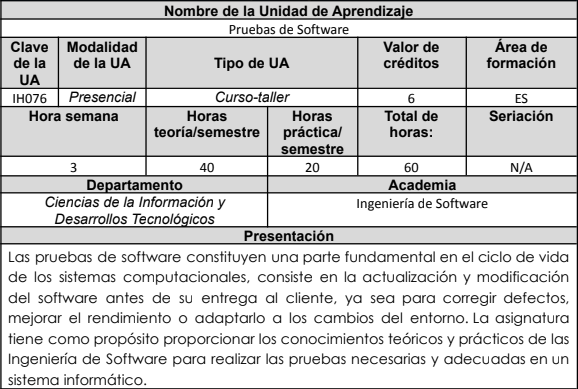 Nombre de la Unidad de Aprendizaje
Pruebas de Software
Clave de la UA Modalidad de la UA Tipo de UA Valor de créditos Área de formación
IH076 Presencial Curso-taller 6 ES
Hora semana Horas teoría/semestre Horas práctica/ semestre Total de horas: Seriación
3 40 20 60 N/A
Departamento Academia
Ciencias de la Información y Desarrollos Tecnológicos Ingeniería de Software
Presentación
Las pruebas de software constituyen una parte fundamental en el ciclo de vida
de los sistemas computacionales, consiste en la actualización y modificación
del software antes de su entrega al cliente, ya sea para corregir defectos,
mejorar el rendimiento o adaptarlo a los cambios del entorno. La asignatura
tiene como propósito proporcionar los conocimientos teóricos y prácticos de las
Ingeniería de Software para realizar las pruebas necesarias y adecuadas en un
sistema informático.